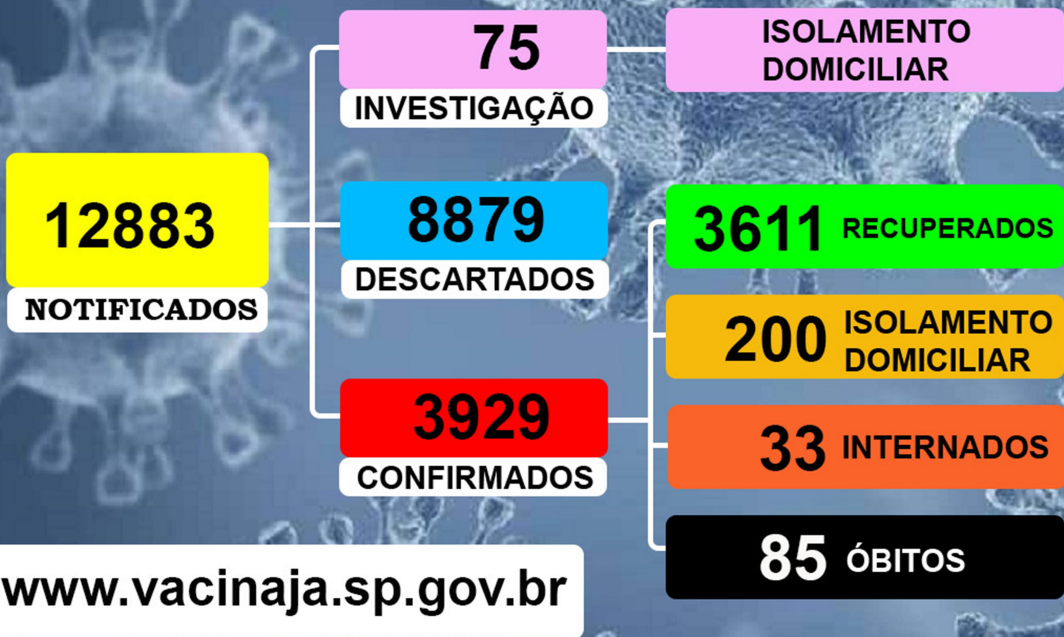 12883
NOTIFICADOS
75
INVESTIGAÇÃO
ISOLAMENTO
DOMICILIAR
8879
DESCARTADOS
3929
CONFIRMADOS
3611 RECUPERADOS
200 ISOLAMENTO
DOMICILIAR
33 INTERNADOS
85 ÓBITOS
www.vacinaja.sp.gov.br